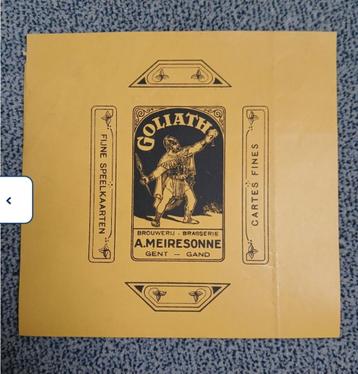 GOLIATH
FIJNE SPEELKAARTEN
CARTES FINES
BROUWERIJ - BRASSERIE
A.MEIRESONNE
GENT - GAND